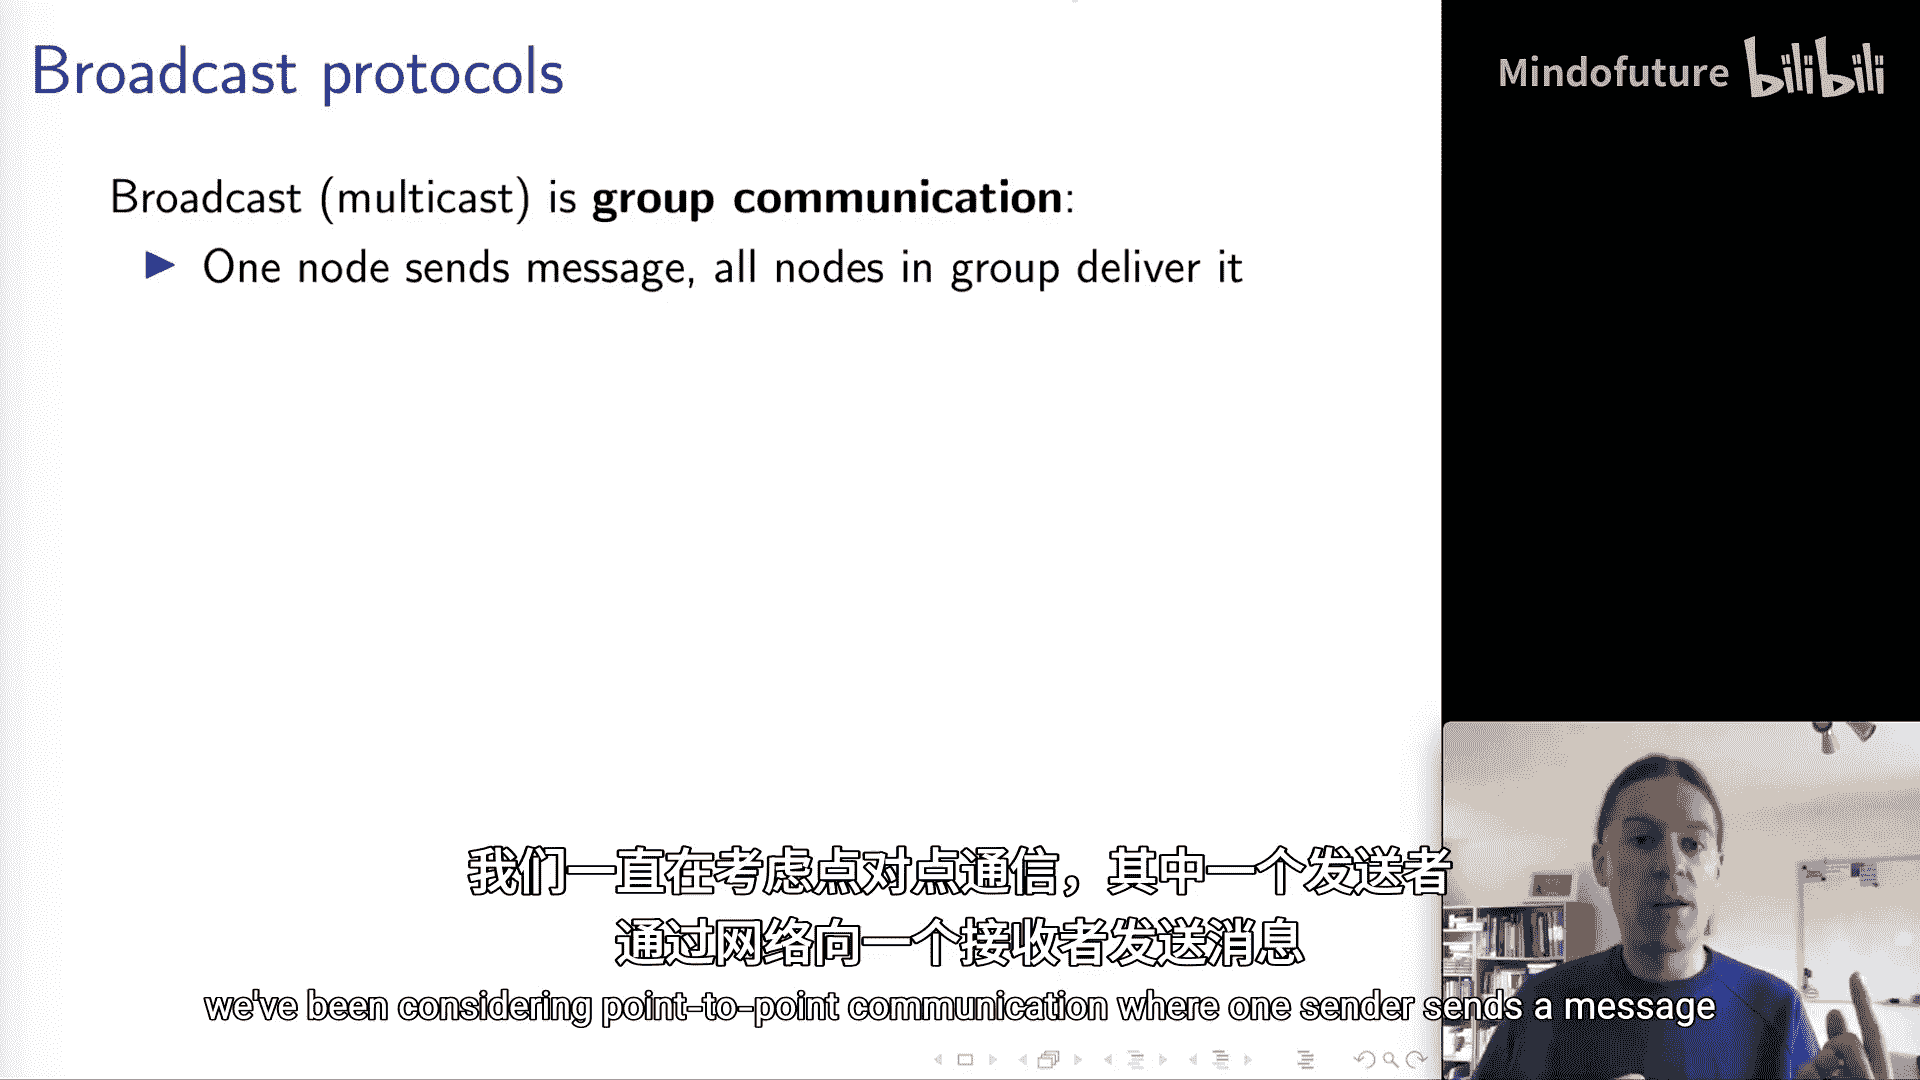 Broadcast protocols
Mindofuture bilibili
Broadcast (multicast) is group communication:
One node sends message, all nodes in group deliver it
我们一直在考虑点对点通信，其中一个发送者
通过网络向一个接收者发送消息
we've been considering point-to-point communication where one sender sends a message